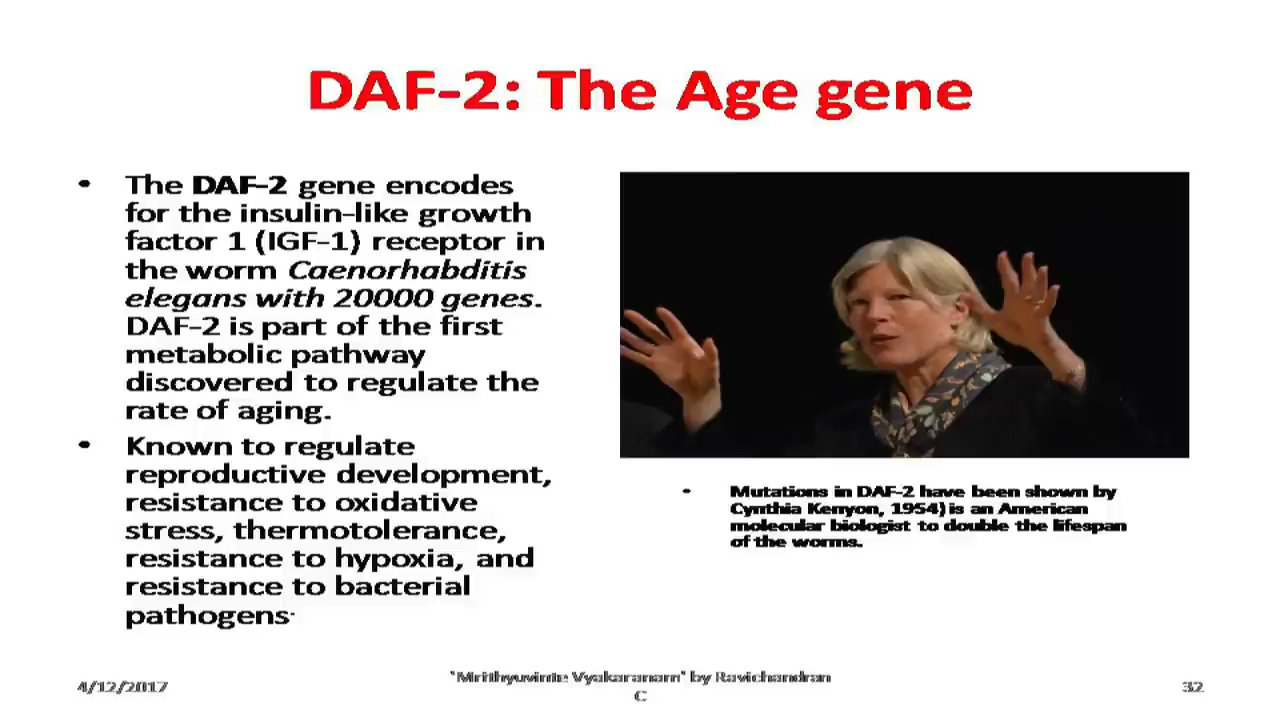 DAF-2: The Age gene
• The DAF-2 gene encodes
for the insulin-like growth
factor 1 (IGF-1) receptor in
the worm Caenorhabditis
elegans with 20000 genes.
DAF-2 is part of the first
metabolic pathway
discovered to regulate the
rate of aging.
• Known to regulate
reproductive development,
resistance to oxidative
stress, thermotolerance,
resistance to hypoxia, and
resistance to bacterial
pathogens.
• Mutations in DAF-2 have been shown by
Cynthia Kenyon, 1954) is an American
molecular biologist to double the lifespan
of the worms.
4/12/2017
"Mrithyuvinte Vyakaranam" by Ravichandran
C
32